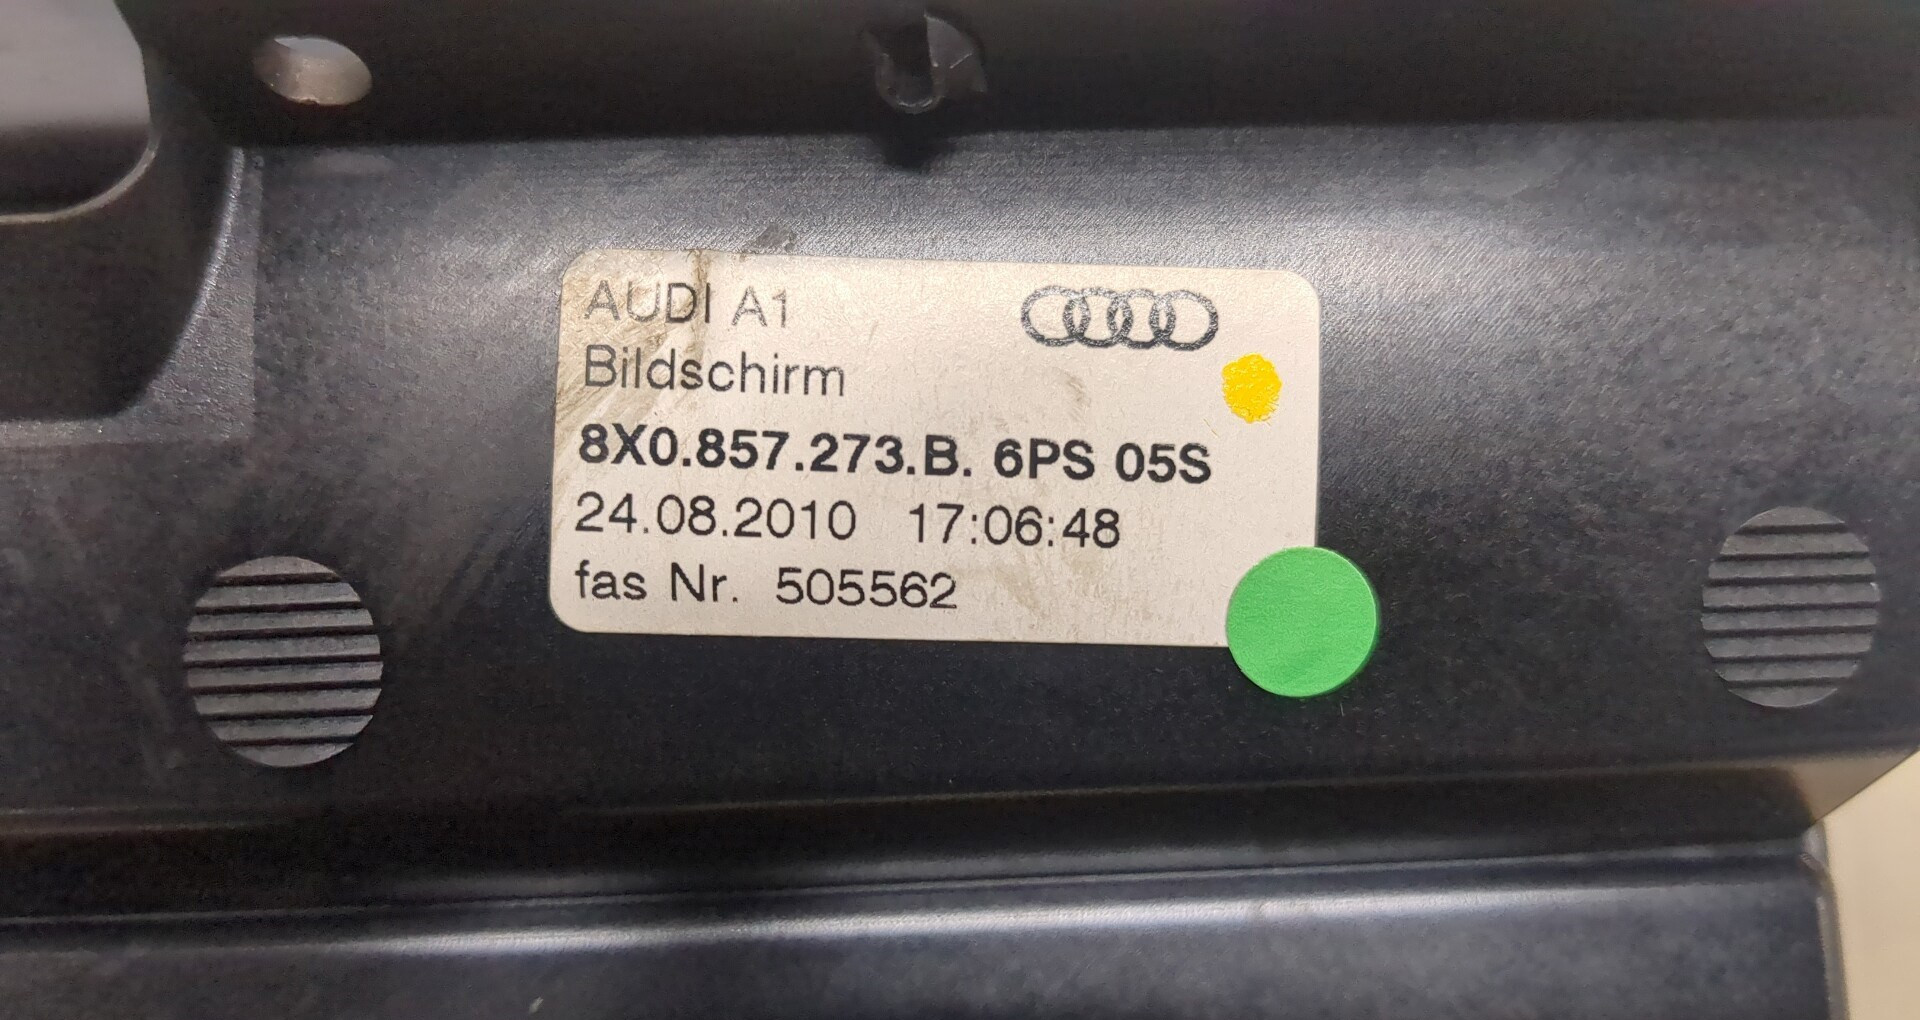 AUDI A1
Bildschirm
8X0.857.273.B. 6PS 05S
24.08.2010 17:06:48
fas Nr. 505562